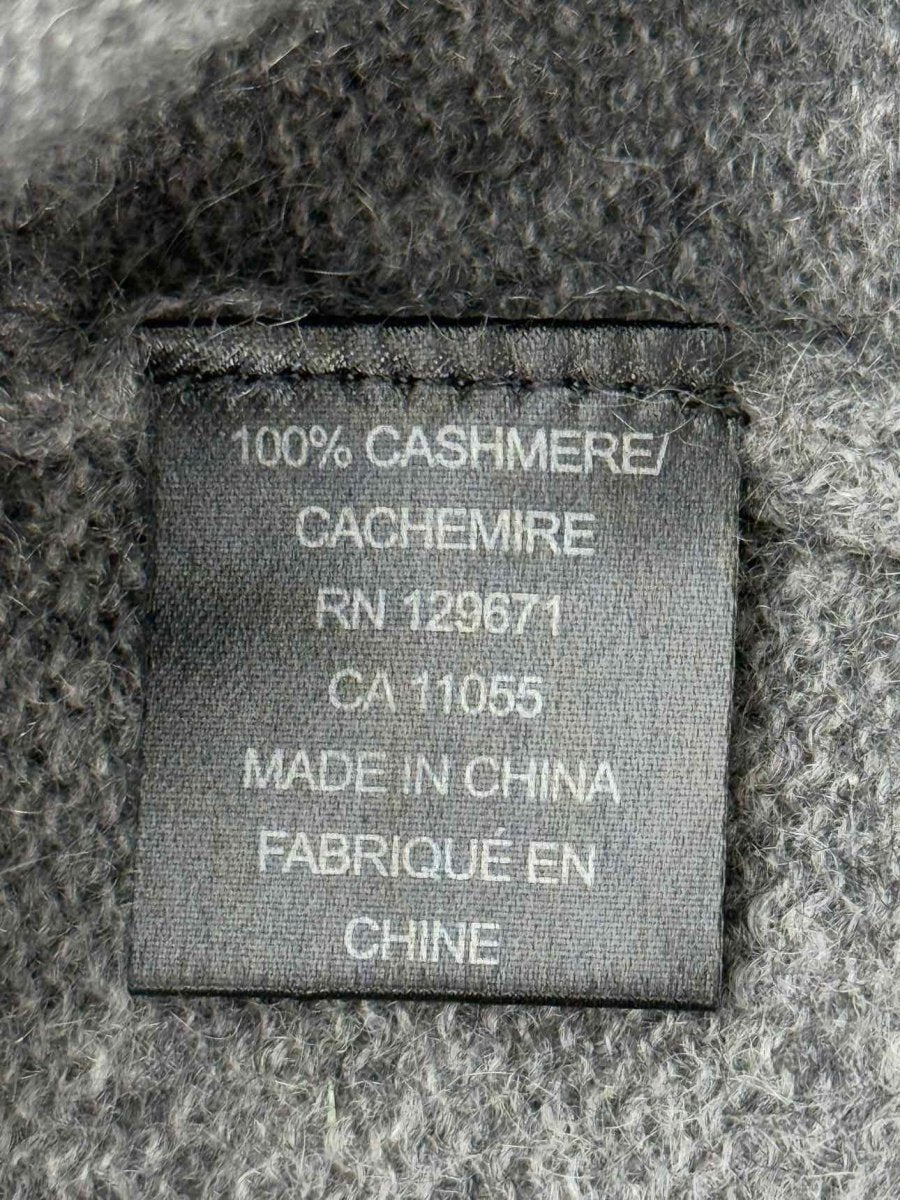 100% CASHMERE/
CACHEMIRE
RN 129671
CA 11055
MADE IN CHINA
FABRIQUÉ EN
CHINE